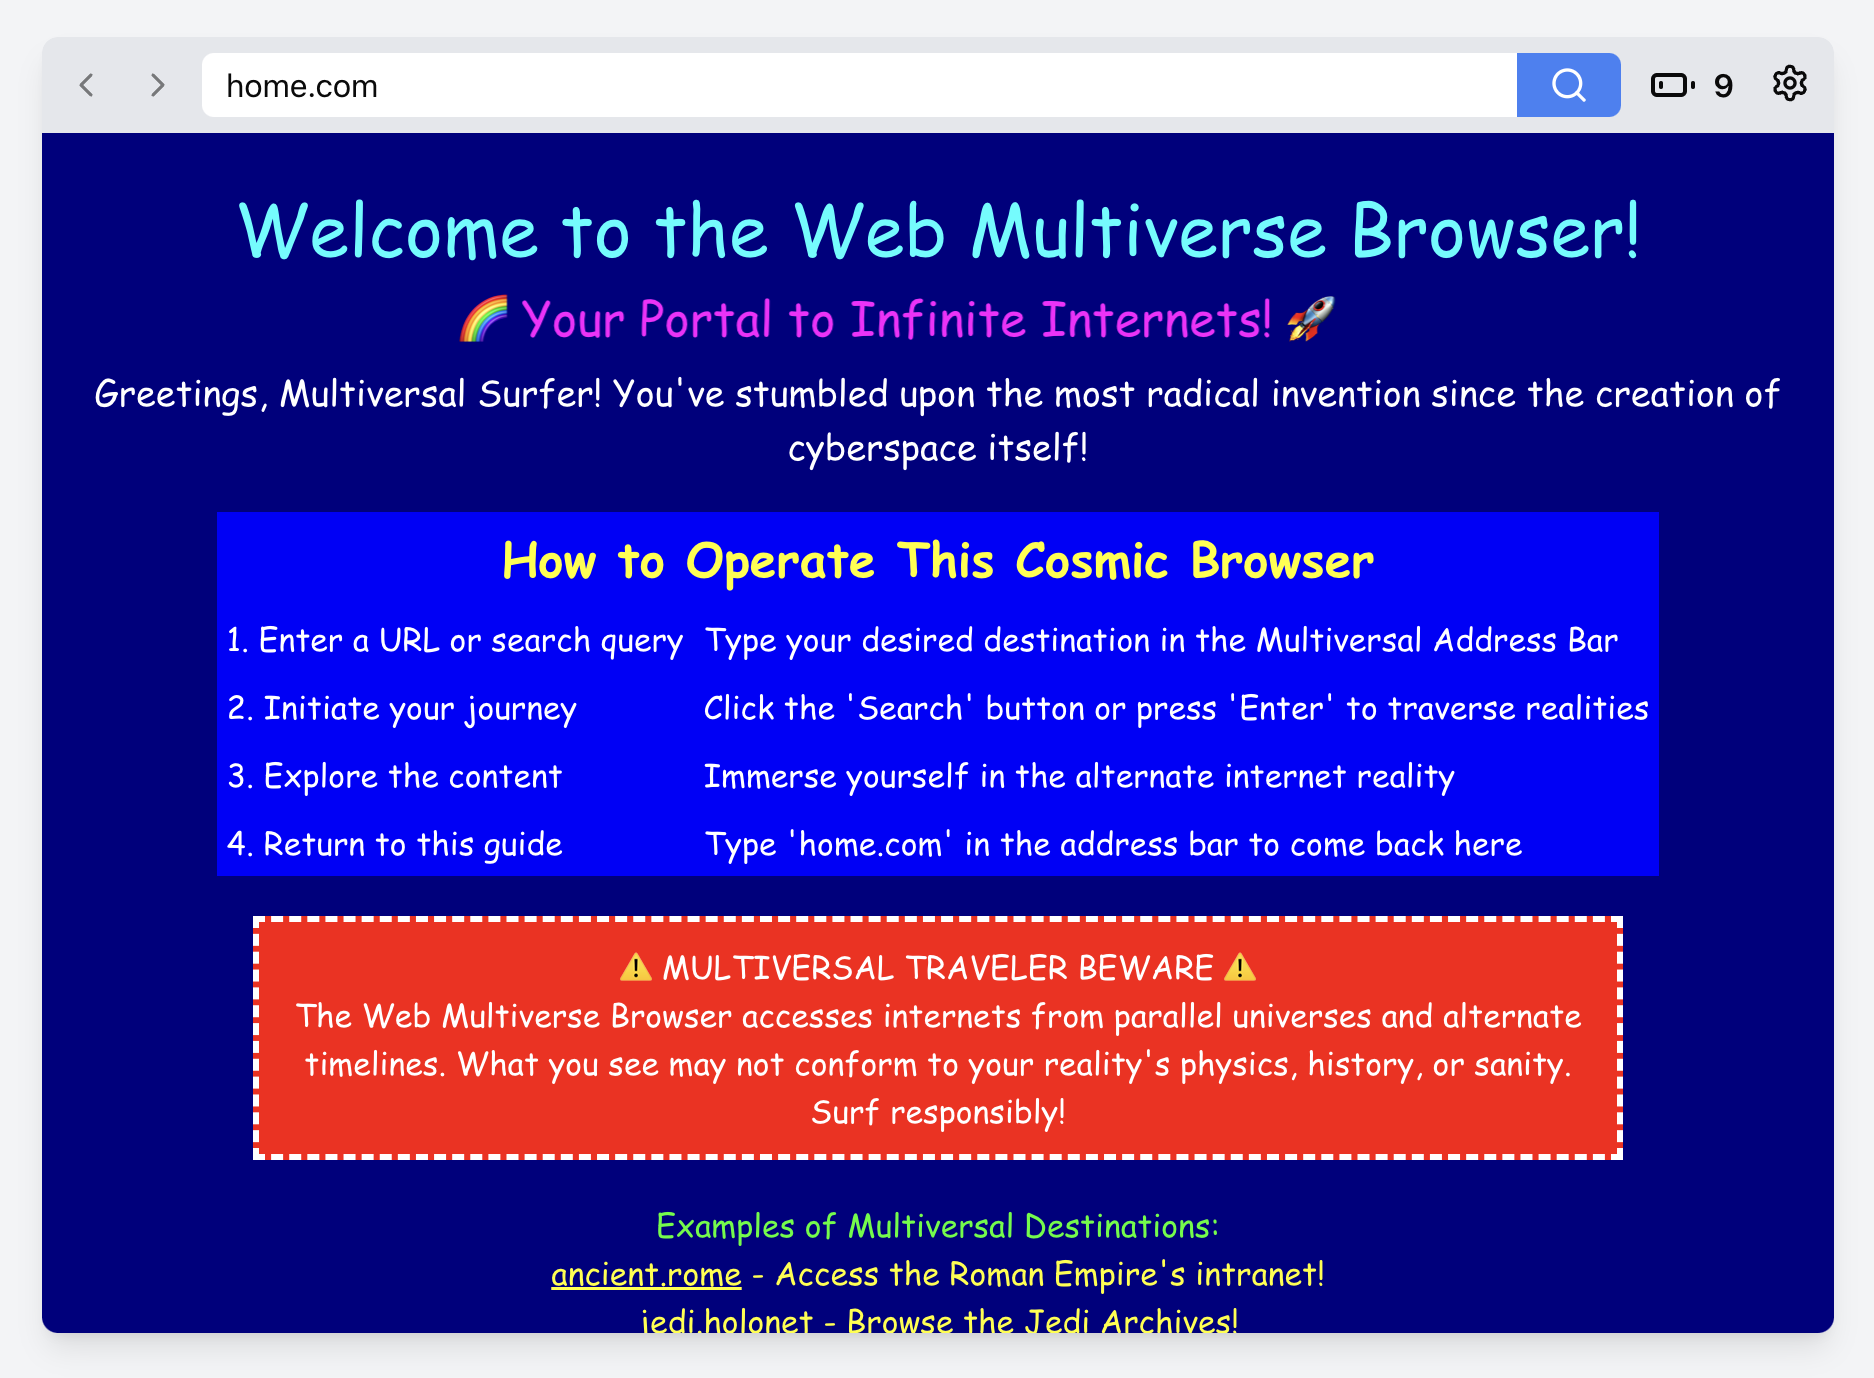 home.com
9
Welcome to the Web Multiverse Browser!
🌈 Your Portal to Infinite Internets! 🚀
Greetings, Multiversal Surfer! You've stumbled upon the most radical invention since the creation of
cyberspace itself!
How to Operate This Cosmic Browser
1. Enter a URL or search query Type your desired destination in the Multiversal Address Bar
2. Initiate your journey Click the 'Search' button or press 'Enter' to traverse realities
3. Explore the content Immerse yourself in the alternate internet reality
4. Return to this guide Type 'home.com' in the address bar to come back here
⚠️ MULTIVERSAL TRAVELER BEWARE ⚠️
The Web Multiverse Browser accesses internets from parallel universes and alternate
timelines. What you see may not conform to your reality's physics, history, or sanity.
Surf responsibly!
Examples of Multiversal Destinations:
ancient.rome - Access the Roman Empire's intranet!
jedi.holonet - Browse the Jedi Archives!